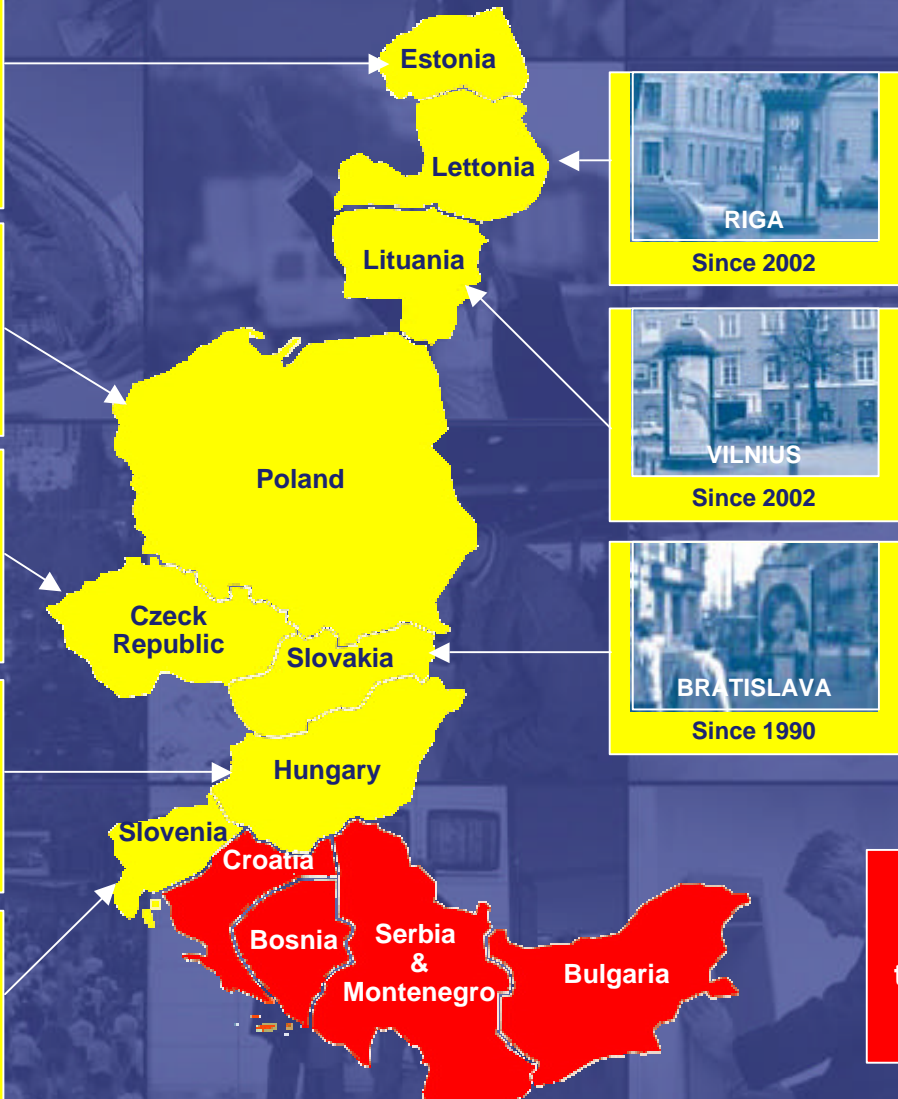 Estonia
Lettonia
RIGA
Since 2002
Lituania
VILNIUS
Since 2002
Poland
Czeck
Republic
Slovakia
BRATISLAVA
Since 1990
Hungary
Slovenia
Croatia
Bosnia
Serbia
&
Montenegro
Bulgaria